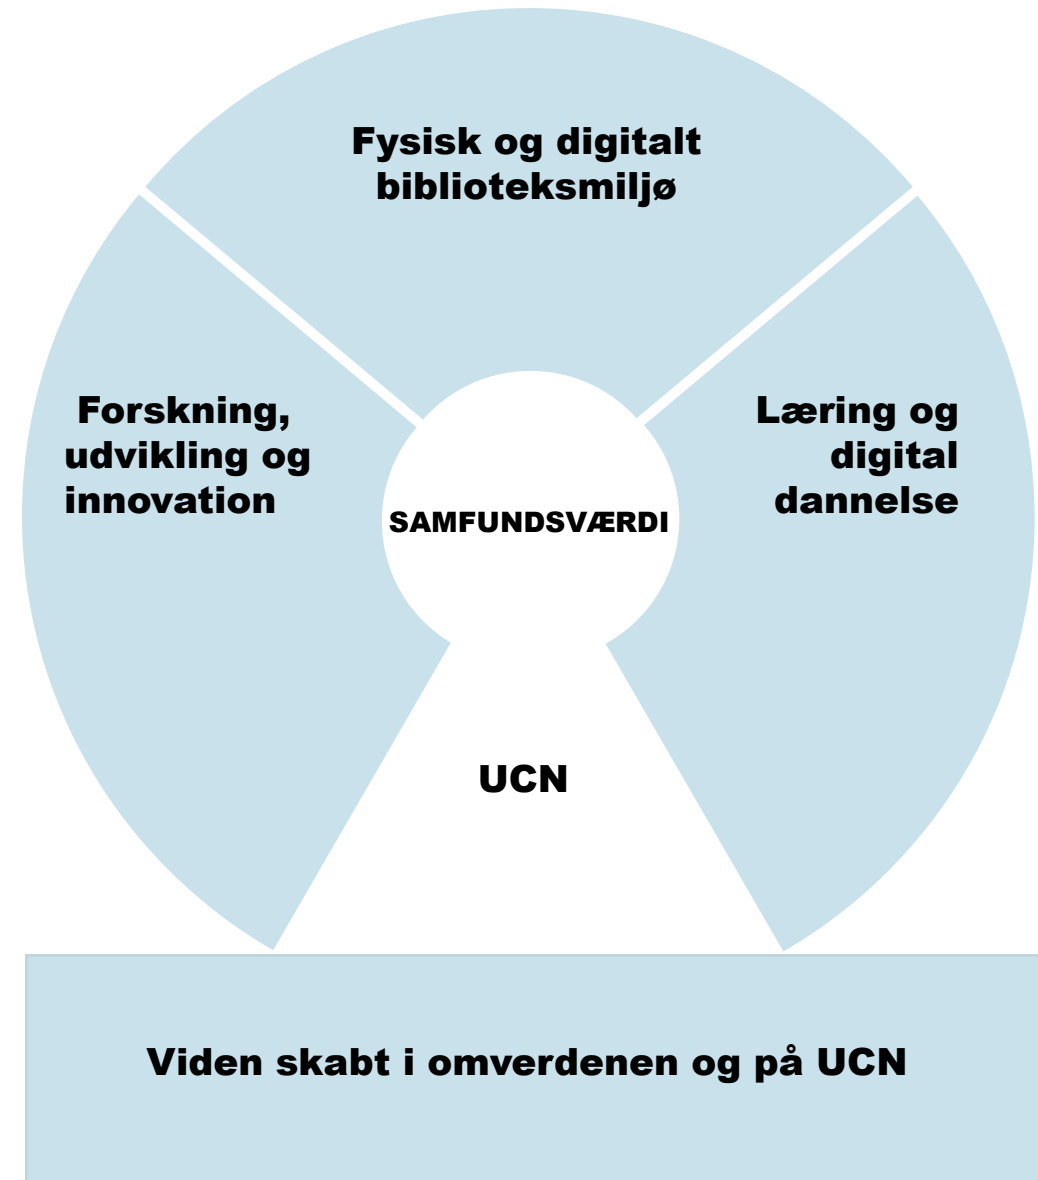 Fysisk og digitalt
biblioteksmiljø
Forskning,
udvikling og
innovation
Læring og
digital
dannelse
SAMFUNDSVÆRDI
UCN
Viden skabt i omverdenen og på UCN